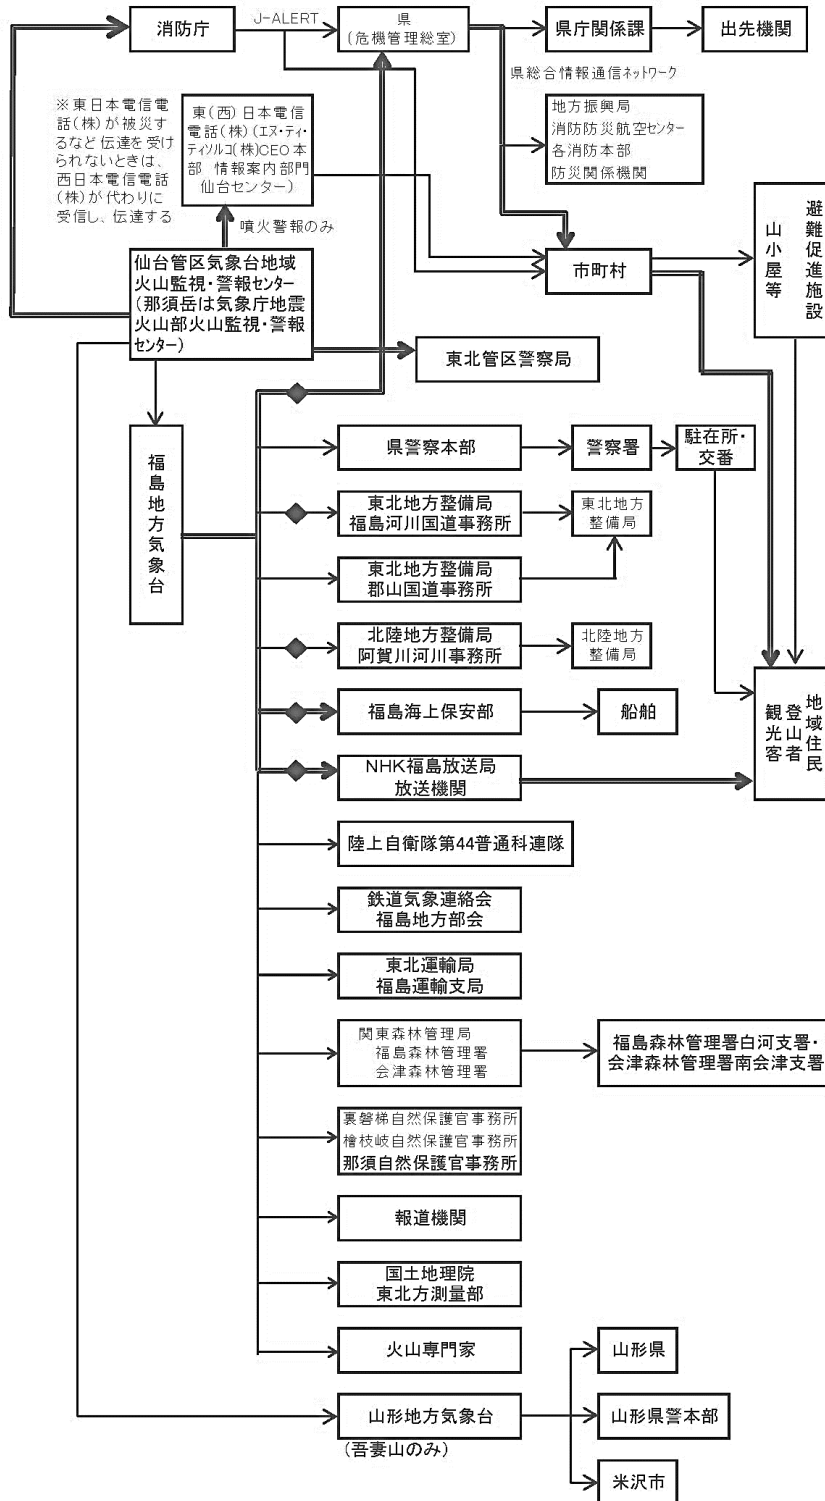 消防庁
J-ALERT
県
(危機管理総室)
県庁関係課
出先機関
県総合情報通信ネットワーク
※東日本電信電
話(株)が被災す
るなど伝達を受け
られないときは、
西日本電信電話
(株)が代わりに
受信し、伝達する
東(西)日本電信
電話(株)(エヌ・ティ・
ティソルコ(株)CEO本
部 情報案内部門
仙台センター)
地方振興局
消防防災航空センター
各消防本部
防災関係機関
噴火警報のみ
避難促進施設
山小屋等
市町村
仙台管区気象台地域
火山監視・警報センター
(那須岳は気象庁地震
火山部火山監視・警報
センター)
東北管区警察局
福島地方気象台
県警察本部
警察署
駐在所・
交番
東北地方整備局
福島河川国道事務所
東北地方
整備局
東北地方整備局
郡山国道事務所
北陸地方整備局
阿賀川河川事務所
北陸地方
整備局
福島海上保安部
船舶
地域住民
登山者
観光客
NHK福島放送局
放送機関
陸上自衛隊第44普通科連隊
鉄道気象連絡会
福島地方部会
東北運輸局
福島運輸支局
関東森林管理局
福島森林管理署
会津森林管理署
福島森林管理署白河支署・
会津森林管理署南会津支署
裏磐梯自然保護官事務所
檜枝岐自然保護官事務所
那須自然保護官事務所
報道機関
国土地理院
東北方測量部
火山専門家
山形県
山形地方気象台
(吾妻山のみ)
山形県警本部
米沢市